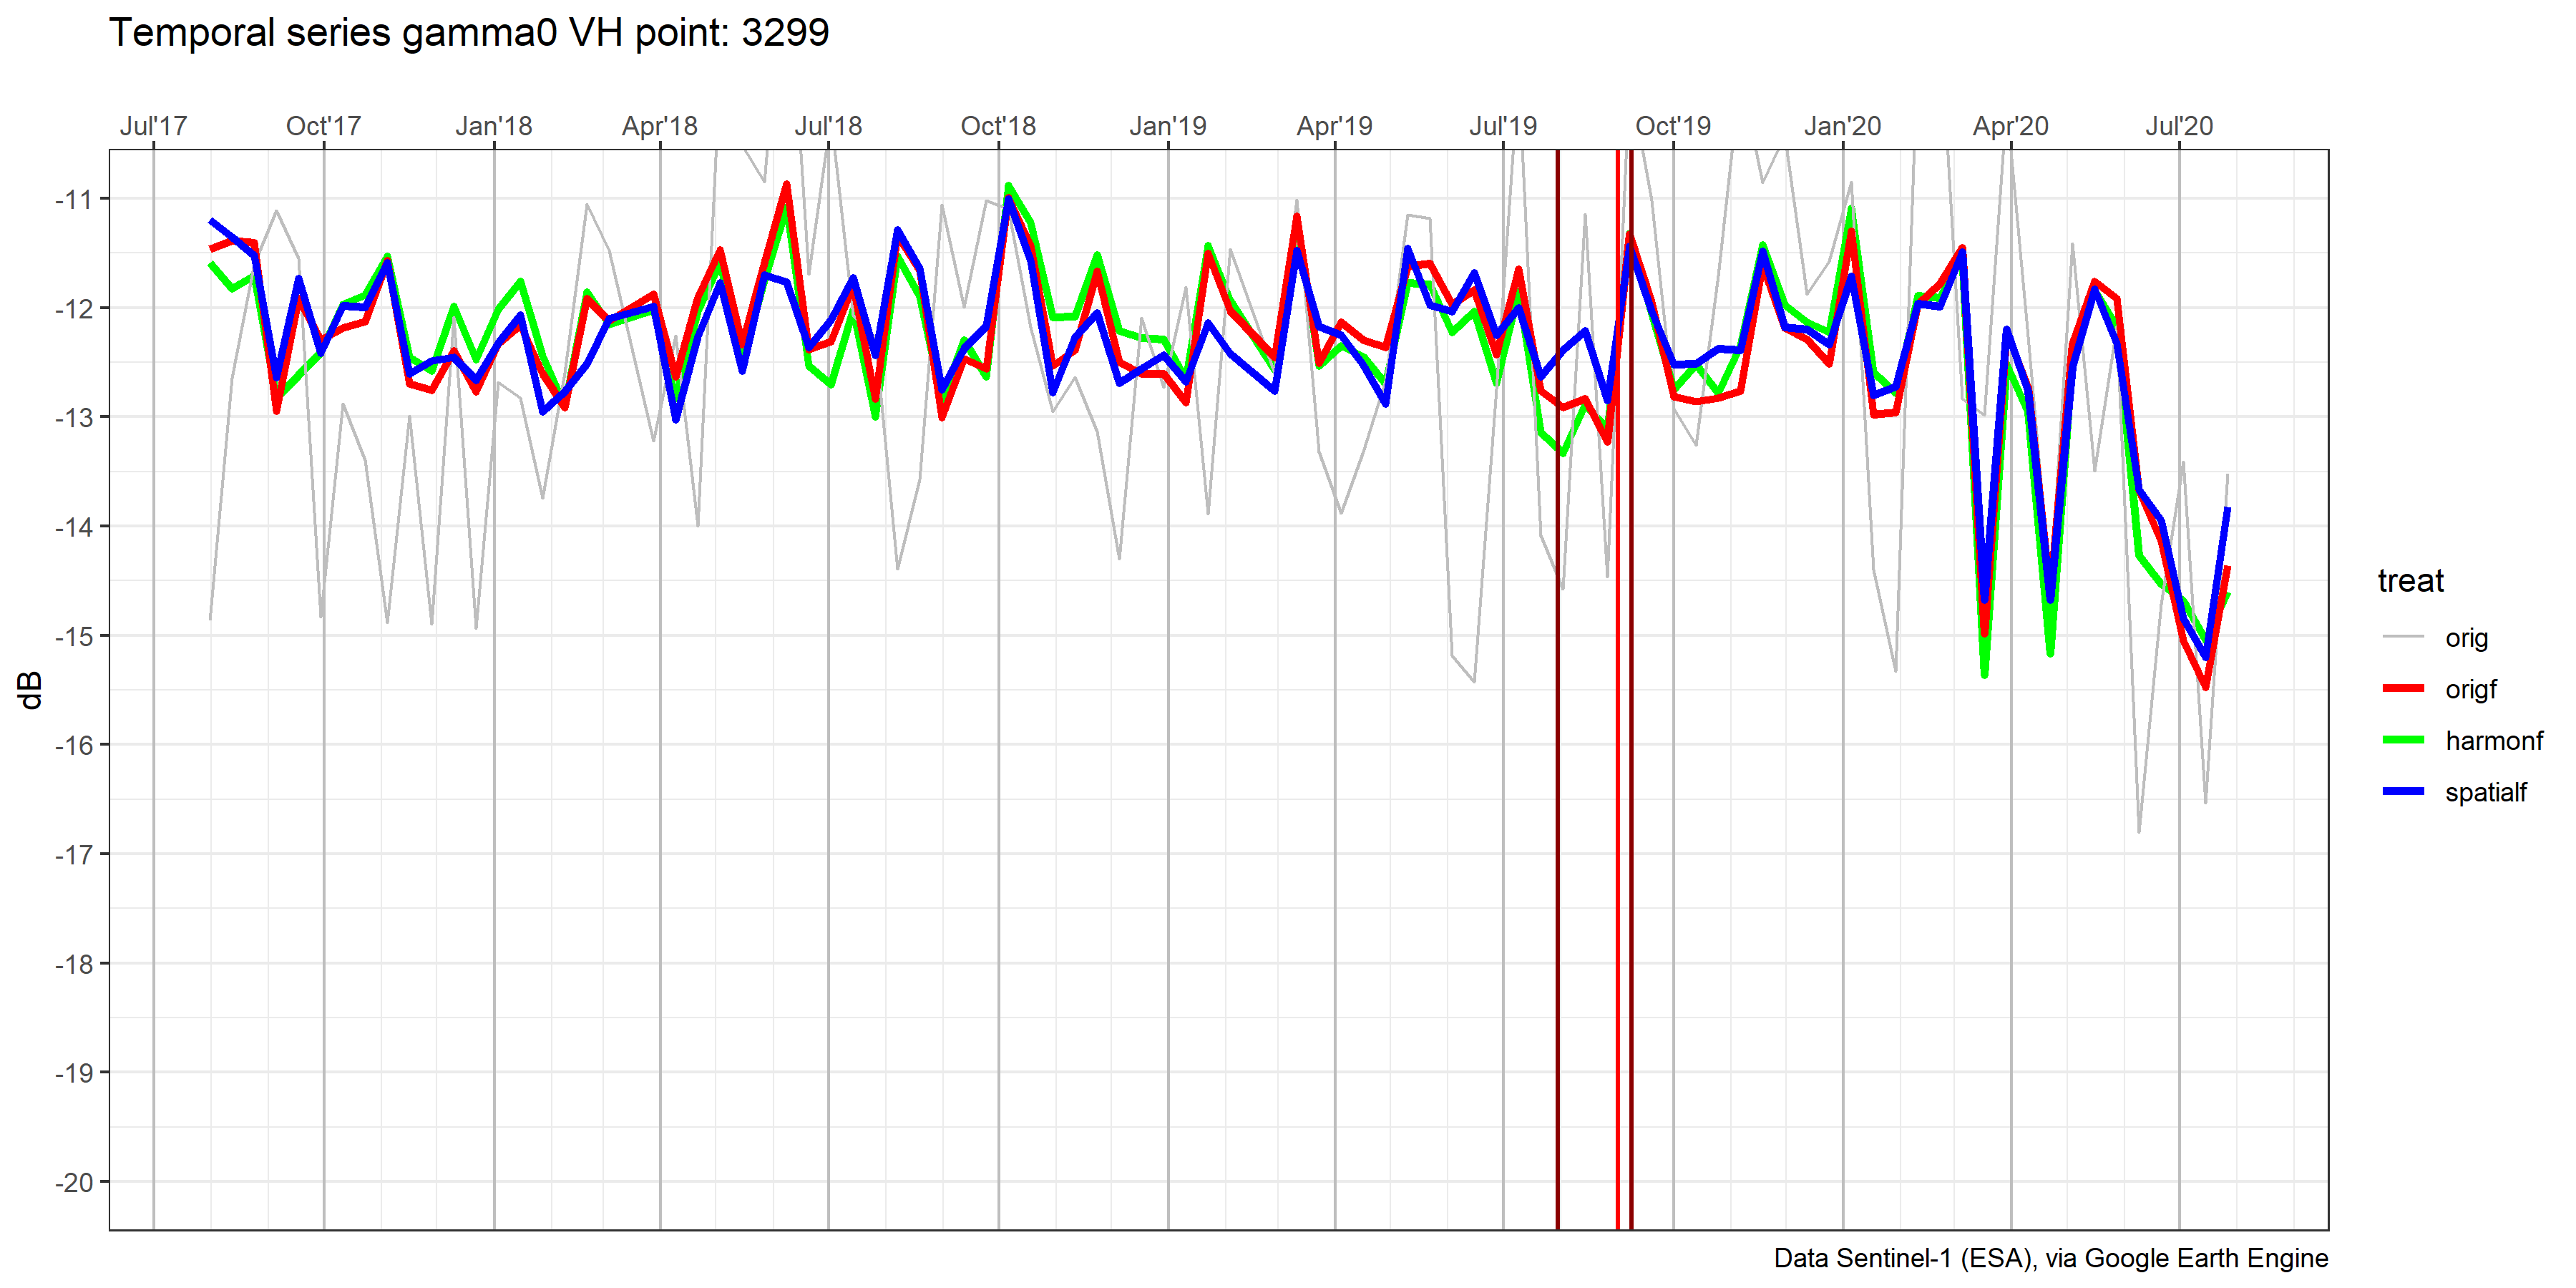 Temporal series gamma0 VH point: 3299
Jul'17 Oct'17 Jan'18 Apr'18 Jul'18 Oct'18 Jan'19 Apr'19 Jul'19 Oct'19 Jan'20 Apr'20 Jul'20
-11
-12
-13
-14
-15
-16
-17
-18
-19
-20
dB
treat
orig
origf
harmonf
spatialf
Data Sentinel-1 (ESA), via Google Earth Engine